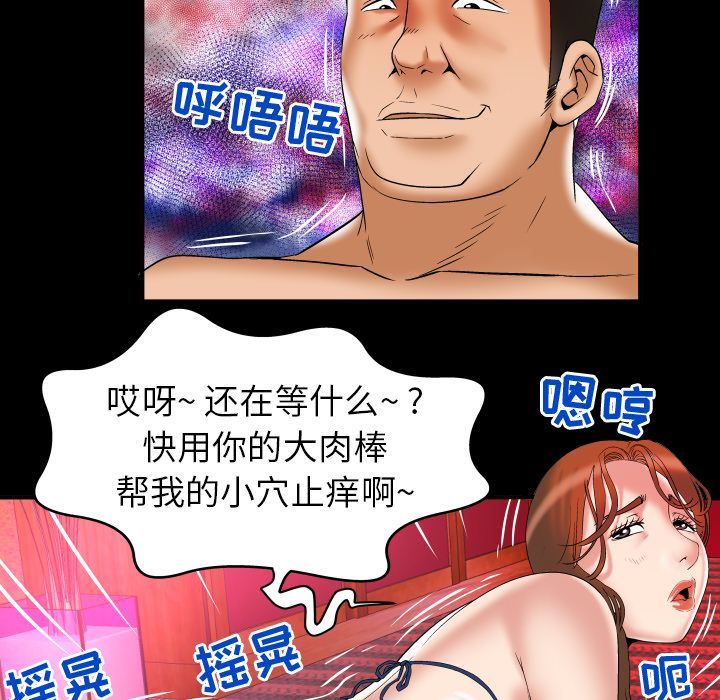 呼唔唔
嗯哼
哎呀~ 还在等什么~?
快用你的大肉棒
帮我的小穴止痒啊~
摇晃
摇晃
呃